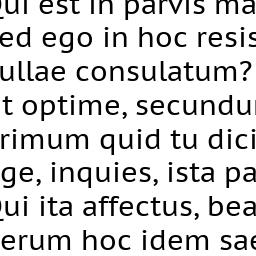 Qui est in parvis ma
ed ego in hoc resis
ullae consulatum?
t optime, secundu
rimum quid tu dici
ge, inquies, ista pa
Qui ita affectus, bea
erum hoc idem sae